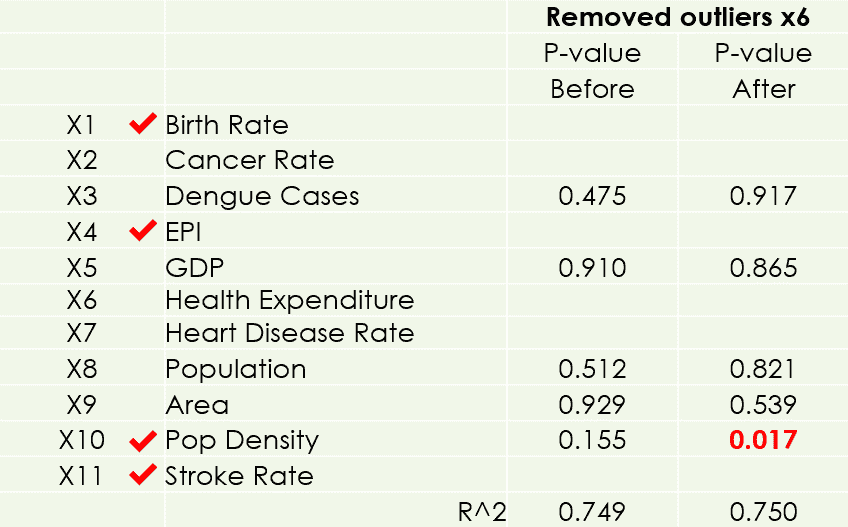 Removed outliers x6
P-value P-value
Before After
X1 Birth Rate
X2 Cancer Rate
X3 Dengue Cases 0.475 0.917
X4 EPI
X5 GDP 0.910 0.865
X6 Health Expenditure
X7 Heart Disease Rate
X8 Population 0.512 0.821
X9 Area 0.929 0.539
X10 Pop Density 0.155 0.017
X11 Stroke Rate
R^2 0.749 0.750